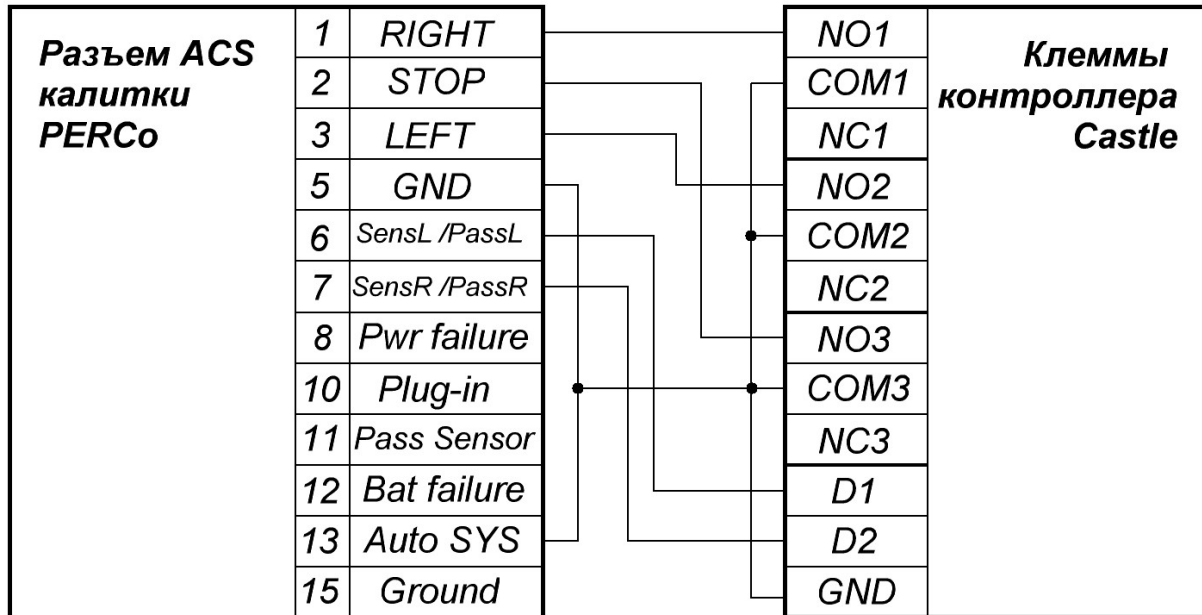 Разъем ACS
калитки
PERCo
1 RIGHT
2 STOP
3 LEFT
5 GND
6 SensL /PassL
7 SensR /PassR
8 Pwr failure
10 Plug-in
11 Pass Sensor
12 Bat failure
13 Auto SYS
15 Ground
NO1
COM1
NC1
NO2
COM2
NC2
NO3
COM3
NC3
D1
D2
GND
Клеммы
контроллера
Castle